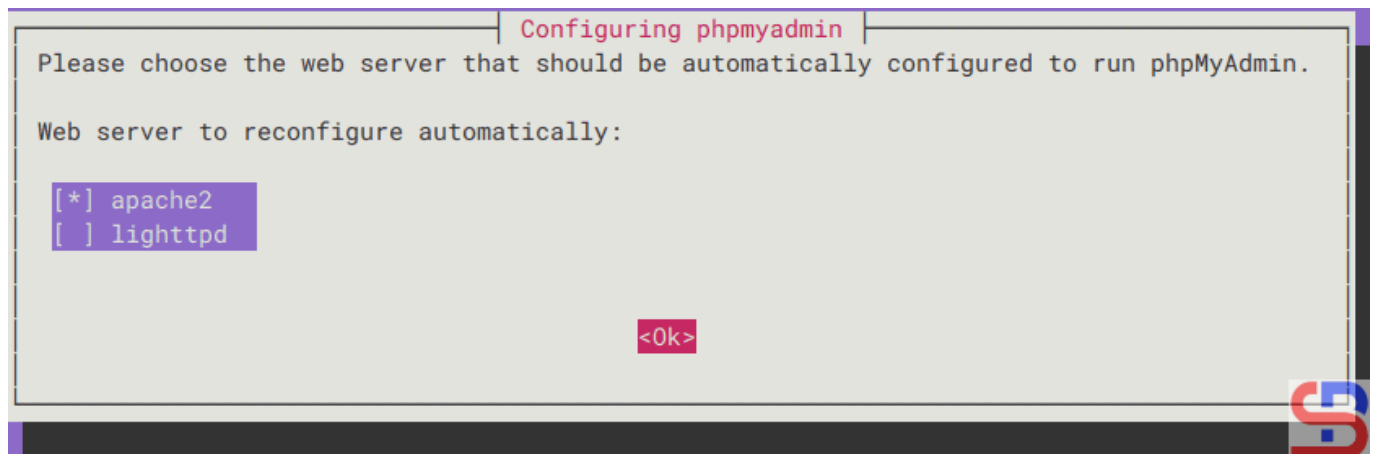 Configuring phpmyadmin
Please choose the web server that should be automatically configured to run phpMyAdmin.
Web server to reconfigure automatically:
[*] apache2
[ ] lighttpd
<Ok>